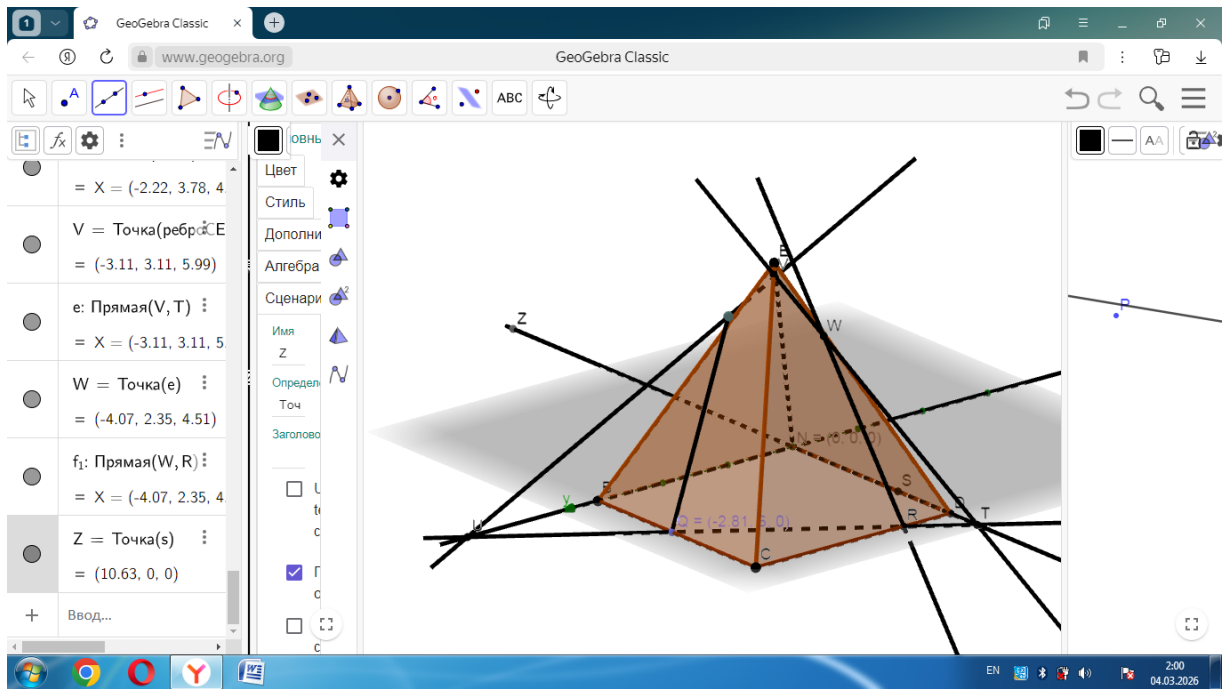 1
GeoGebra Classic
www.geogebra.org
GeoGebra Classic
A
ABC
fx
= X = (-2.22, 3.78, 4.
V = Точка(ребро
= (-3.11, 3.11, 5.99)
e: Прямая(V, T)
= X = (-3.11, 3.11, 5.
W = Точка(e)
= (-4.07, 2.35, 4.51)
f₁: Прямая(W, R)
= X = (-4.07, 2.35, 4.
Z = Точка(s)
= (10.63, 0, 0)
Ввод...
Цвет
Стиль
Дополни
Алгебра
Сценари
Имя
Z
Определе
Точ
Заголово
AA
E
V
Z
W
N = (0, 0, 0)
B
y
S
D
U
Q = (-2.81, 6, 0)
R
T
C
P
EN
2:00
04.03.2026